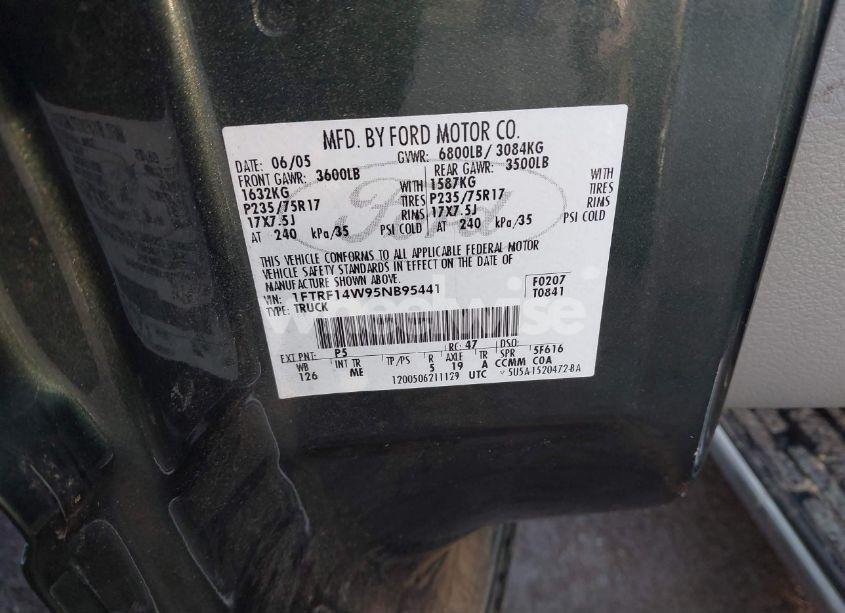 MFD. BY FORD MOTOR CO.
DATE: 06/05 GVWR: 6800LB/ 3084KG
FRONT GAWR: 3600LB REAR GAWR: 3500LB
1632KG WITH 1587KG WITH
P235/75R17 TIRES P235/75R17 TIRES
17X7.5J RIMS 17X7.5J RIMS
AT 240 kPa/35 PSI COLD AT 240 kPa/35 PSI COLD
Ford
THIS VEHICLE CONFORMS TO ALL APPLICABLE FEDERAL MOTOR
VEHICLE SAFETY STANDARDS IN EFFECT ON THE DATE OF
MANUFACTURE SHOWN ABOVE.
VIN: 1FTRF14W95NB95441 F0207
TYPE: TRUCK T0841
wheelwise
EXT PNT: P5 RC: 47 DSO:
WB INT TR TP/PS R AXLE TR SPR 5F616
126 ME 5 19 A CCMM COA
1200506211129 UTC 5U5A-1520472-BA